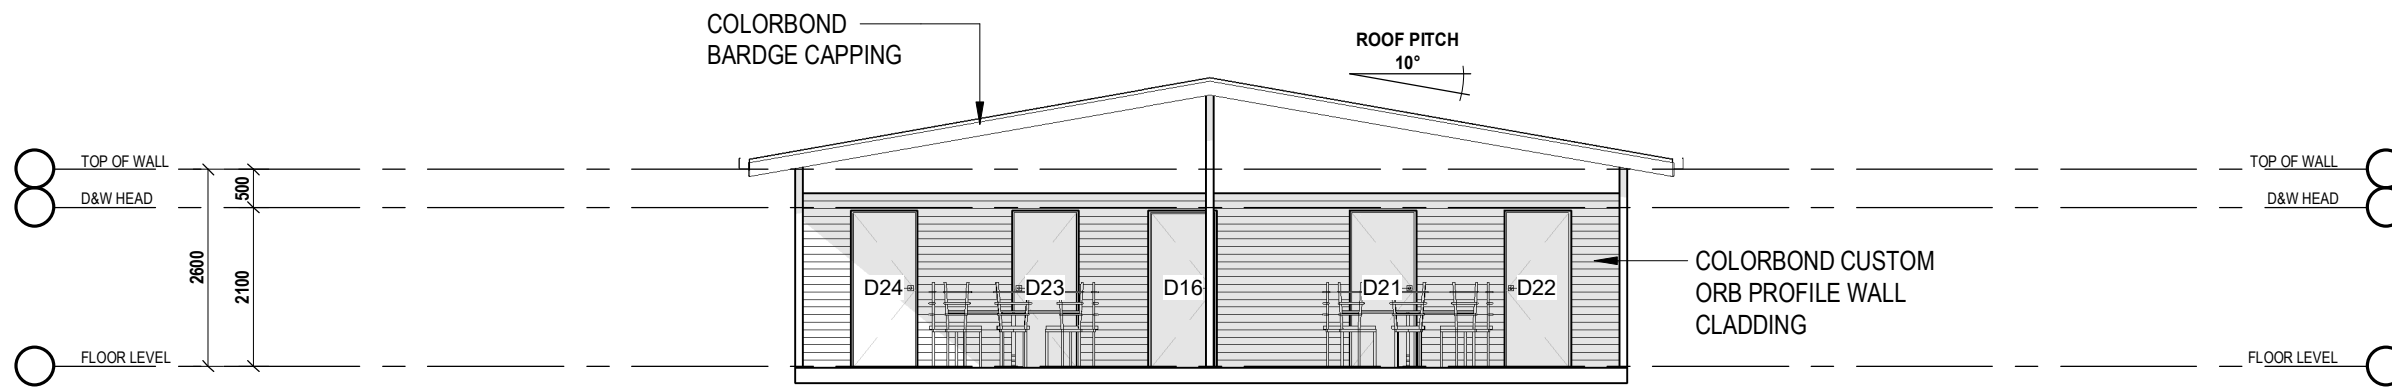 COLORBOND
BARDGE CAPPING
ROOF PITCH
10°
TOP OF WALL
D&W HEAD
FLOOR LEVEL
2600
500
2100
D24
D23
D16
D21
D22
COLORBOND CUSTOM
ORB PROFILE WALL
CLADDING
TOP OF WALL
D&W HEAD
FLOOR LEVEL